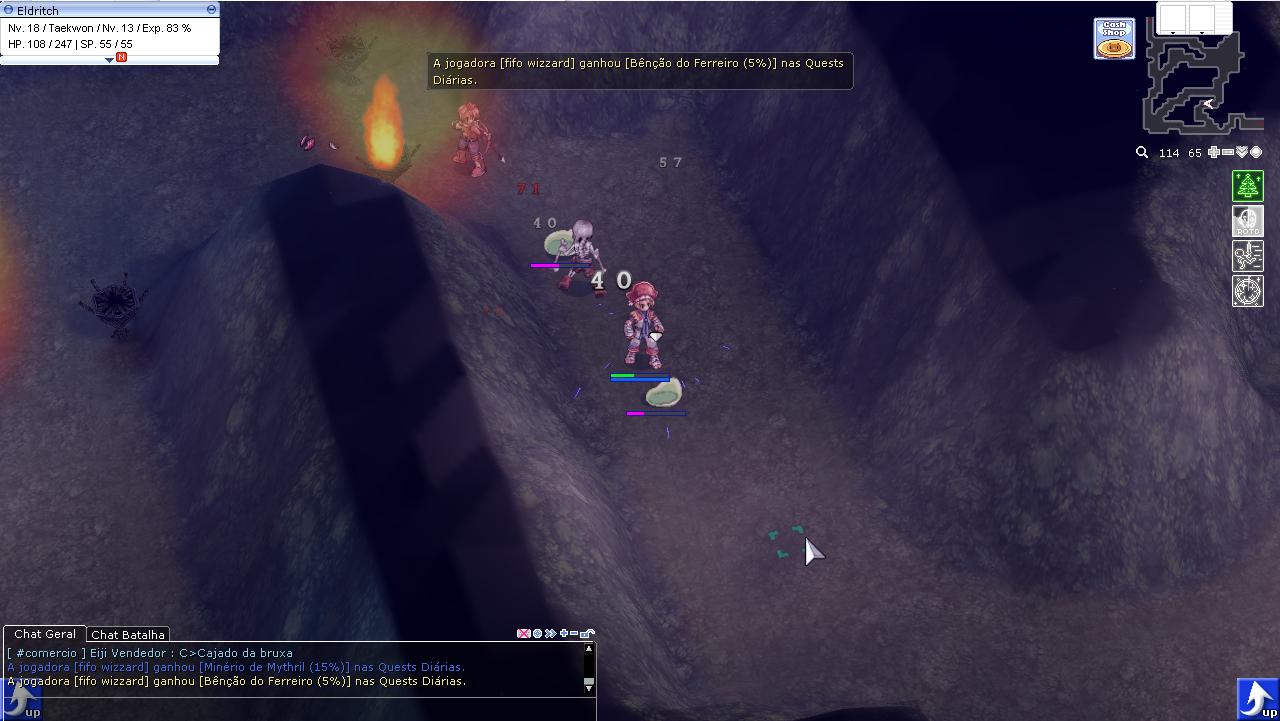 Eldritch
Nv. 18 / Taekwon / Nv. 13 / Exp. 83 %
HP. 108 / 247 | SP. 55 / 55
N
A jogadora [fifo wizzard] ganhou [Bênção do Ferreiro (5%)] nas Quests
Diárias.
Cash
Shop
114 65
ROTD
57
71
40
40
Chat Geral
Chat Batalha
[ #comercio ] Eiji Vendedor : C>Cajado da bruxa
A jogadora [fifo wizzard] ganhou [Minério de Mythril (15%)] nas Quests Diárias.
A jogadora [fifo wizzard] ganhou [Bênção do Ferreiro (5%)] nas Quests Diárias.
up
up